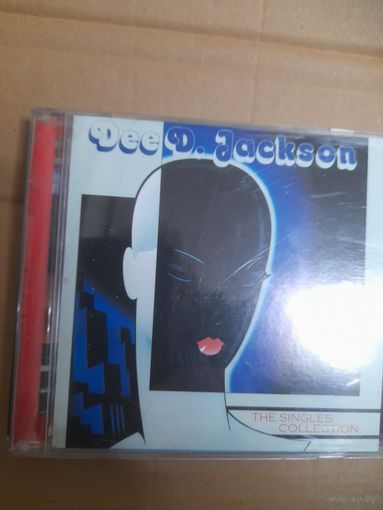 Dee D. Jackson
THE SINGLES
COLLECTION
www.ay.by